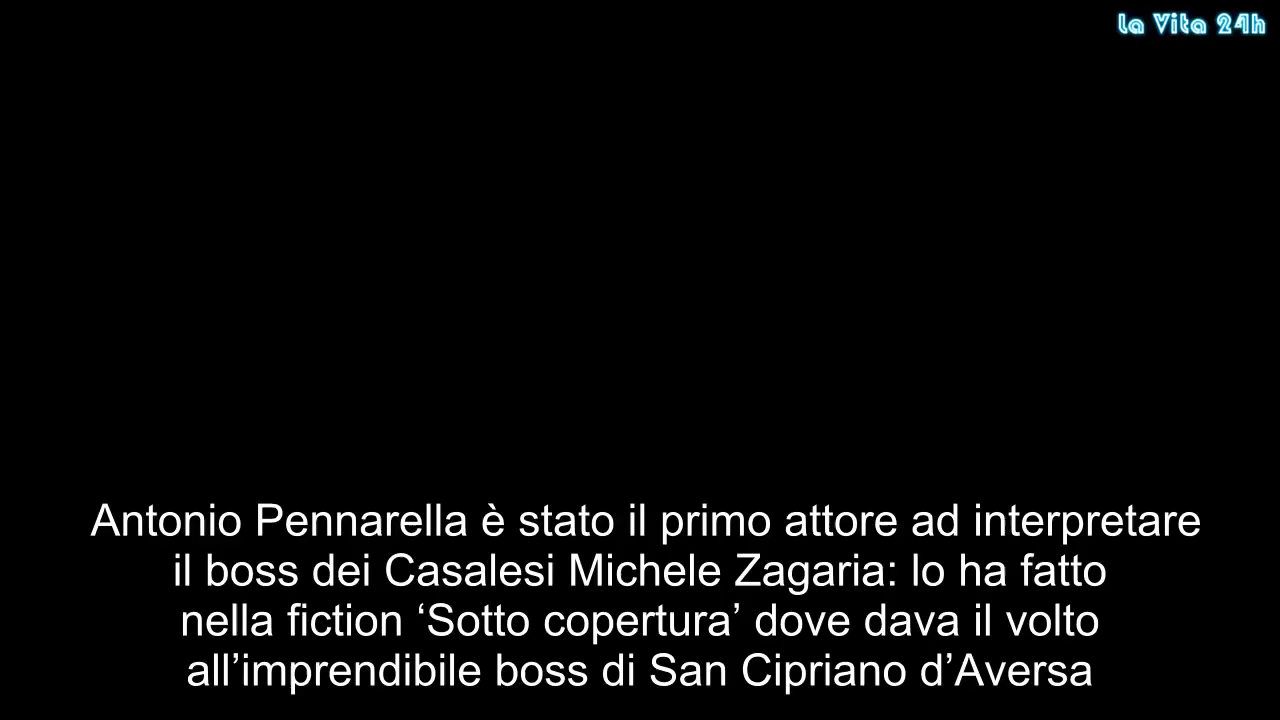 La Vita 24h
Antonio Pennarella è stato il primo attore ad interpretare
il boss dei Casalesi Michele Zagaria: lo ha fatto
nella fiction ‘Sotto copertura’ dove dava il volto
all’imprendibile boss di San Cipriano d’Aversa